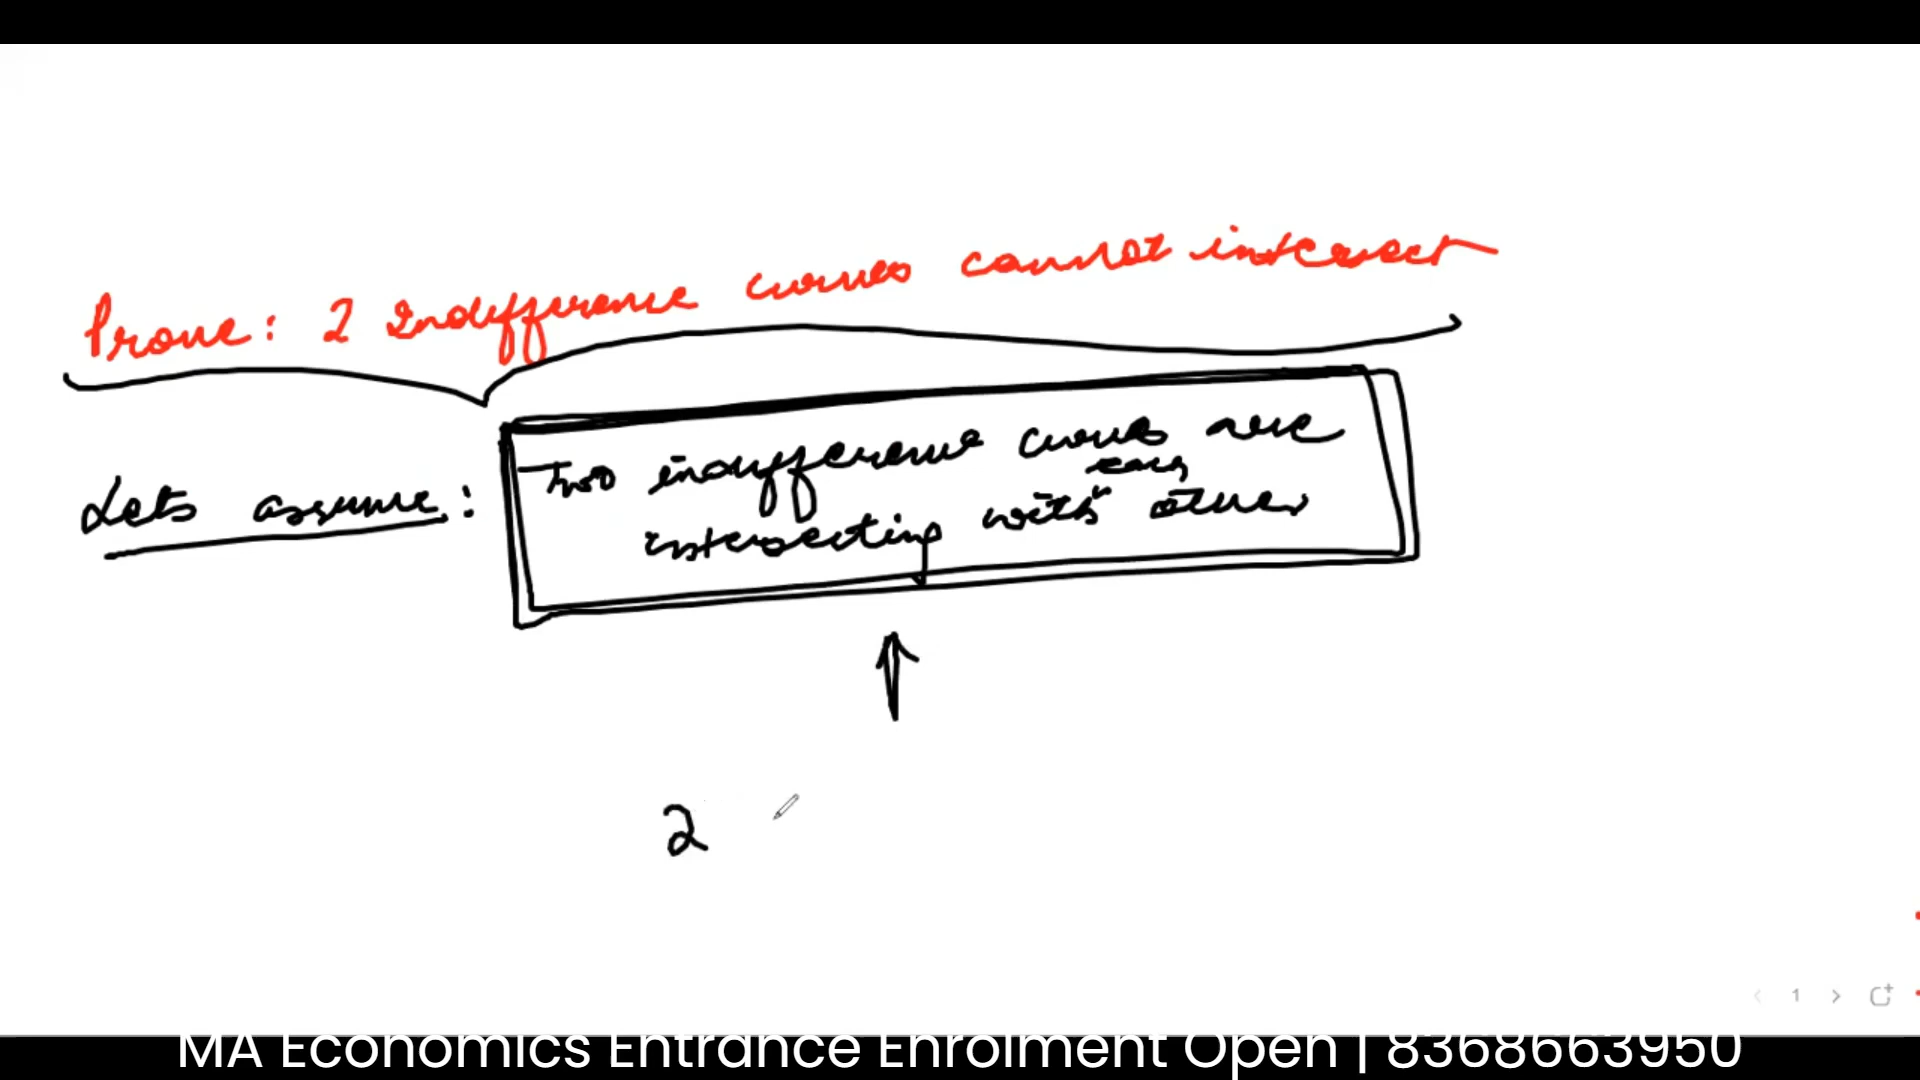 Prove: 2 Indifference curves cannot intersect
Lets assume: Two indifference curves are
each
intersecting with other
2
1
MA Economics Entrance Enrolment Open | 8368663950